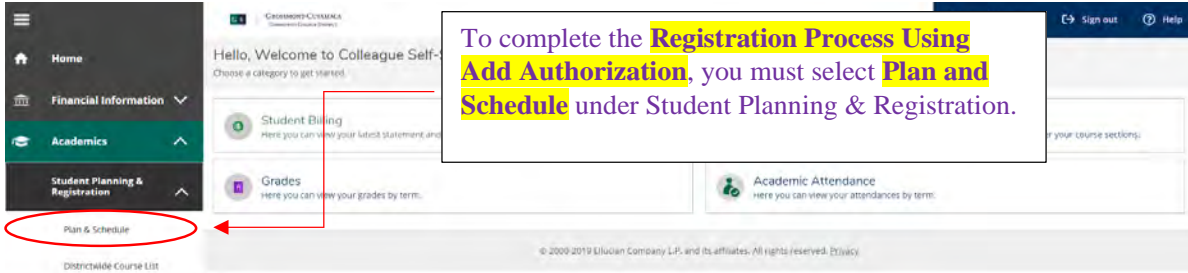 GROSSMONT-CUYAMACA
Sign out
Help
Home
Hello, Welcome to Colleague Self-
Choose a category to get started.
To complete the Registration Process Using
Add Authorization, you must select Plan and
Schedule under Student Planning & Registration.
Financial Information
Student Billing
Here you can view your latest statement and
r your course sections.
Academics
Student Planning &
Registration
Grades
Here you can view your grades by term.
Academic Attendance
Here you can view your attendances by term.
Plan & Schedule
© 2000-2019 Ellucian Company L.P. and its affiliates. All rights reserved. Privacy
Districtwide Course List